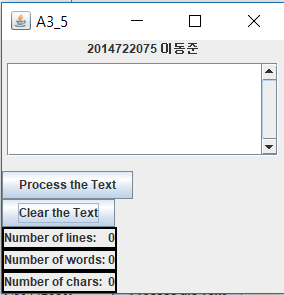 A3_5
2014722075 이동준
Process the Text
Clear the Text
Number of lines: 0
Number of words: 0
Number of chars: 0